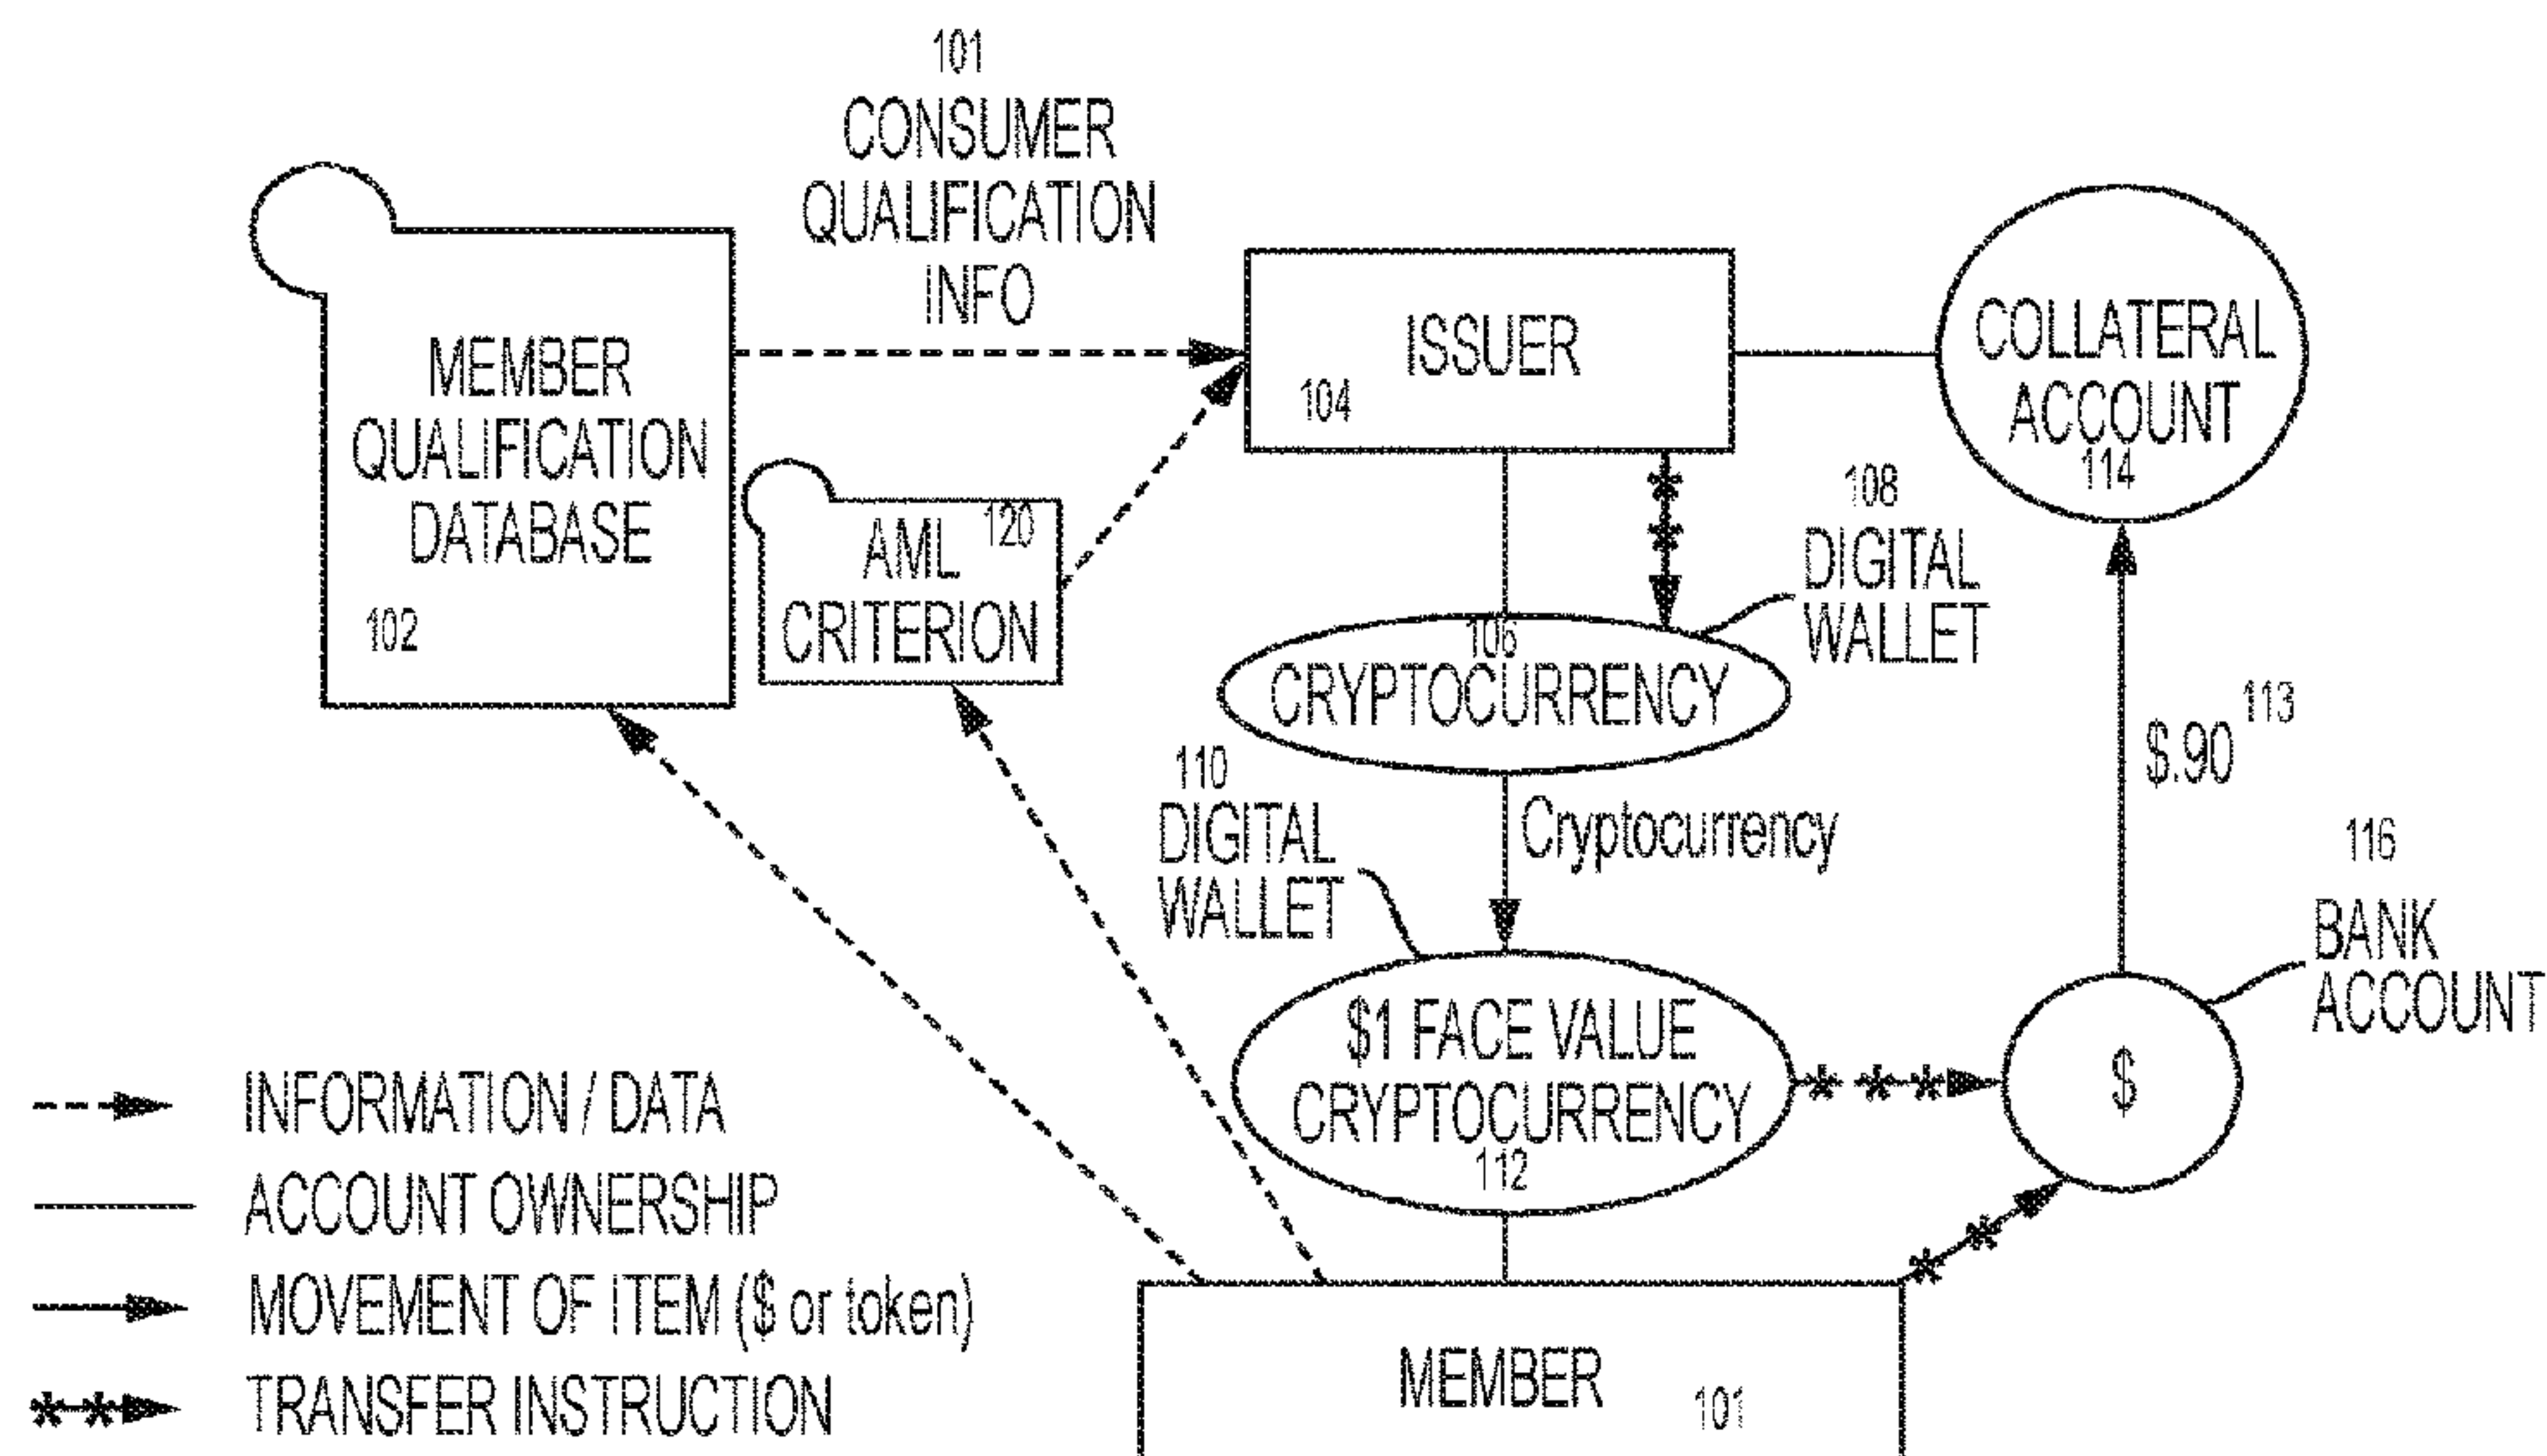 101
CONSUMER
QUALIFICATION
INFO
MEMBER
QUALIFICATION
DATABASE
102
AML
120
CRITERION
ISSUER
104
COLLATERAL
ACCOUNT
114
108
DIGITAL
WALLET
106
CRYPTOCURRENCY
$.90
113
110
DIGITAL
WALLET
Cryptocurrency
116
BANK
ACCOUNT
$1 FACE VALUE
CRYPTOCURRENCY
112
$
MEMBER
101
INFORMATION / DATA
ACCOUNT OWNERSHIP
MOVEMENT OF ITEM ($ or token)
TRANSFER INSTRUCTION